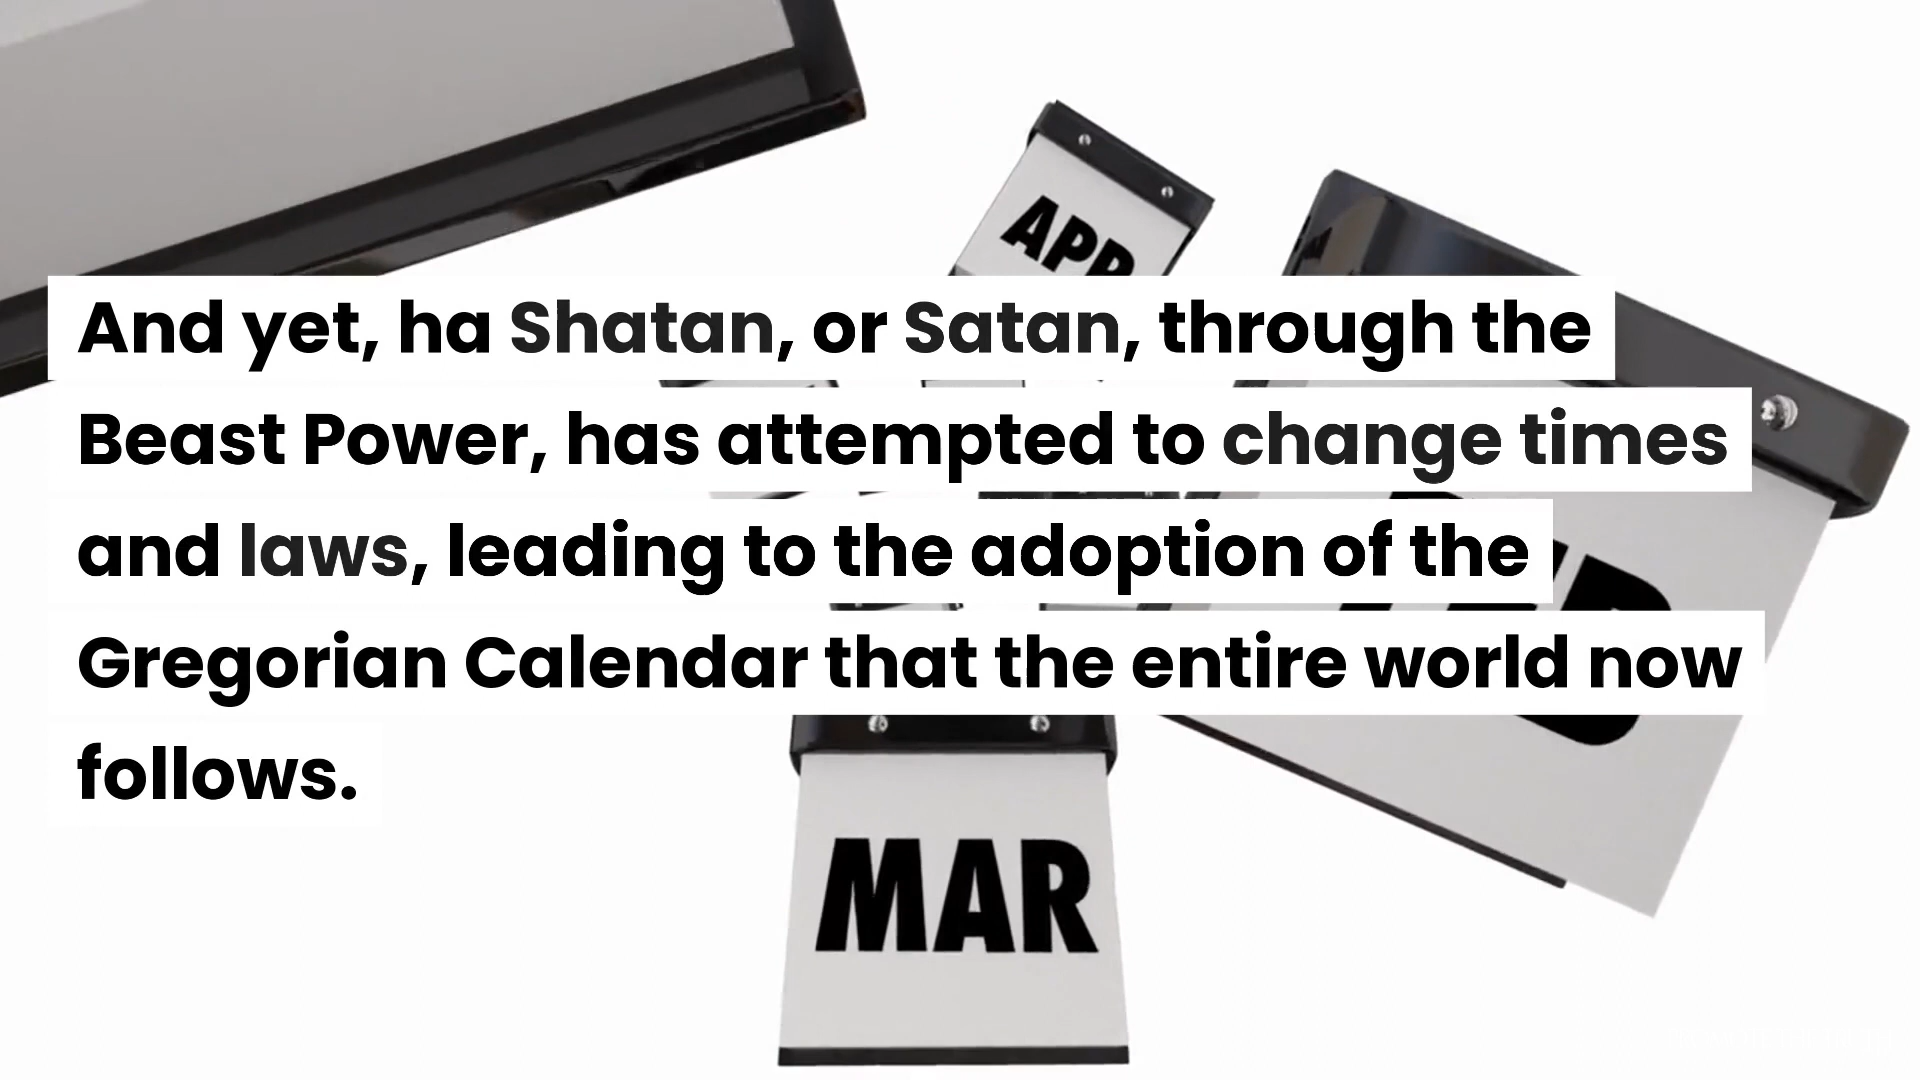 APR
And yet, ha Shatan, or Satan, through the
Beast Power, has attempted to change times
and laws, leading to the adoption of the
Gregorian Calendar that the entire world now
follows.
MAR